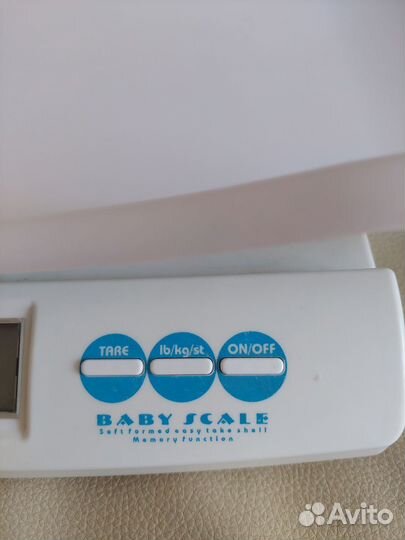 TARE lb/kg/st ON/OFF
BABY SCALE
Soft formed easy take shell
Memory function
Avito